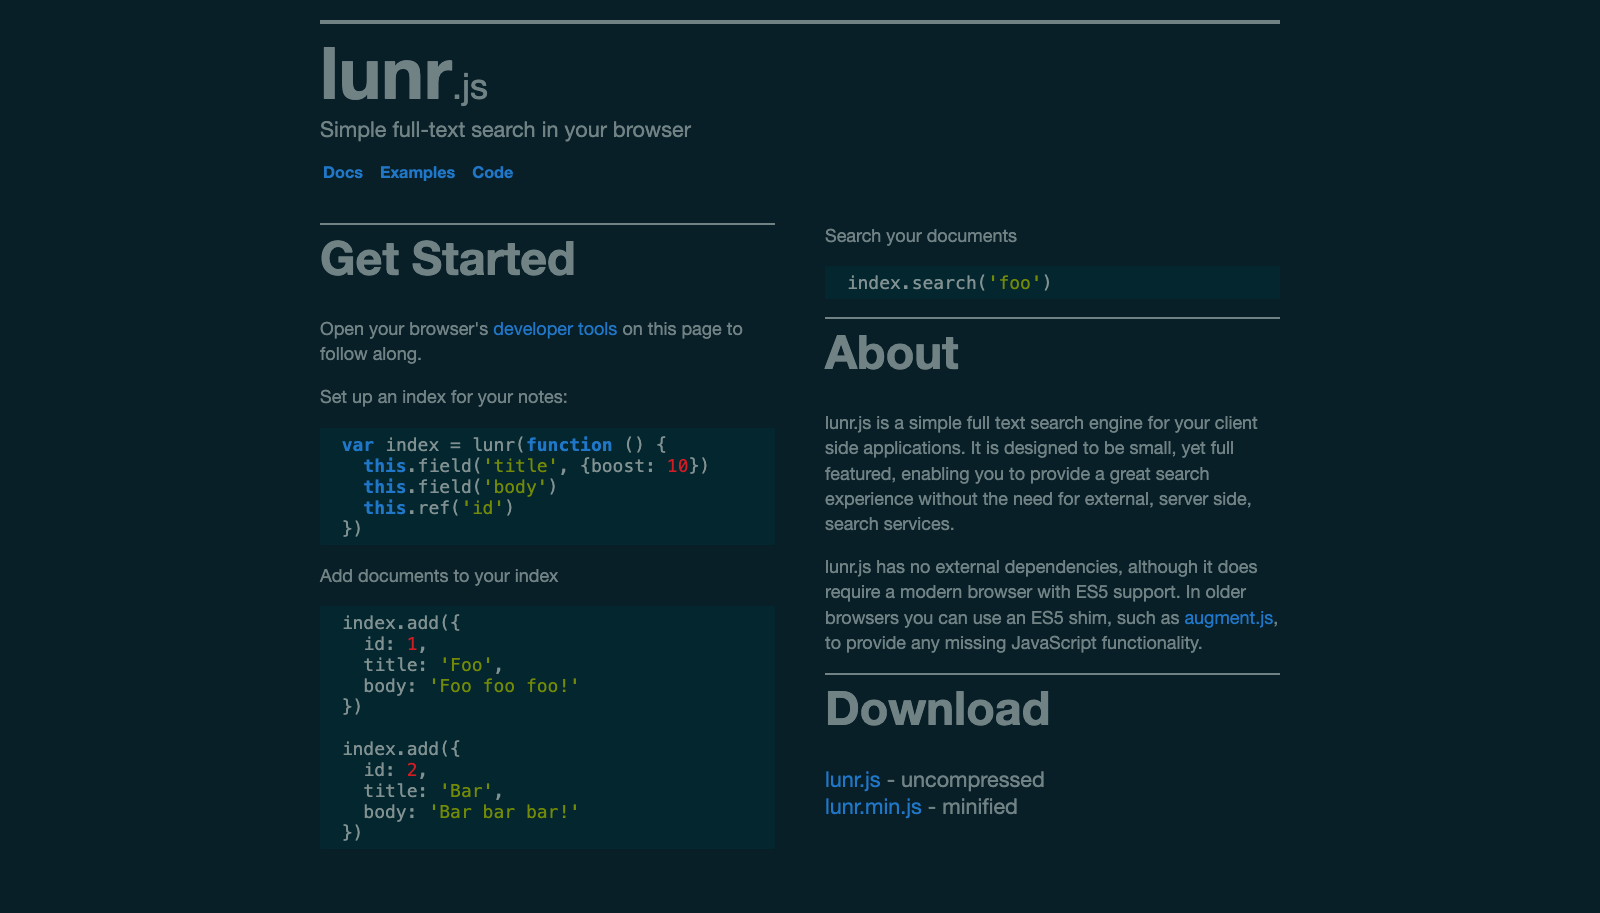 lunr.js
Simple full-text search in your browser
Docs Examples Code
Get Started
Open your browser's developer tools on this page to
follow along.
Set up an index for your notes:
var index = lunr(function () {
  this.field('title', {boost: 10})
  this.field('body')
  this.ref('id')
})
Add documents to your index
index.add({
  id: 1,
  title: 'Foo',
  body: 'Foo foo foo!'
})
index.add({
  id: 2,
  title: 'Bar',
  body: 'Bar bar bar!'
})
Search your documents
index.search('foo')
About
lunr.js is a simple full text search engine for your client
side applications. It is designed to be small, yet full
featured, enabling you to provide a great search
experience without the need for external, server side,
search services.
lunr.js has no external dependencies, although it does
require a modern browser with ES5 support. In older
browsers you can use an ES5 shim, such as augment.js,
to provide any missing JavaScript functionality.
Download
lunr.js - uncompressed
lunr.min.js - minified